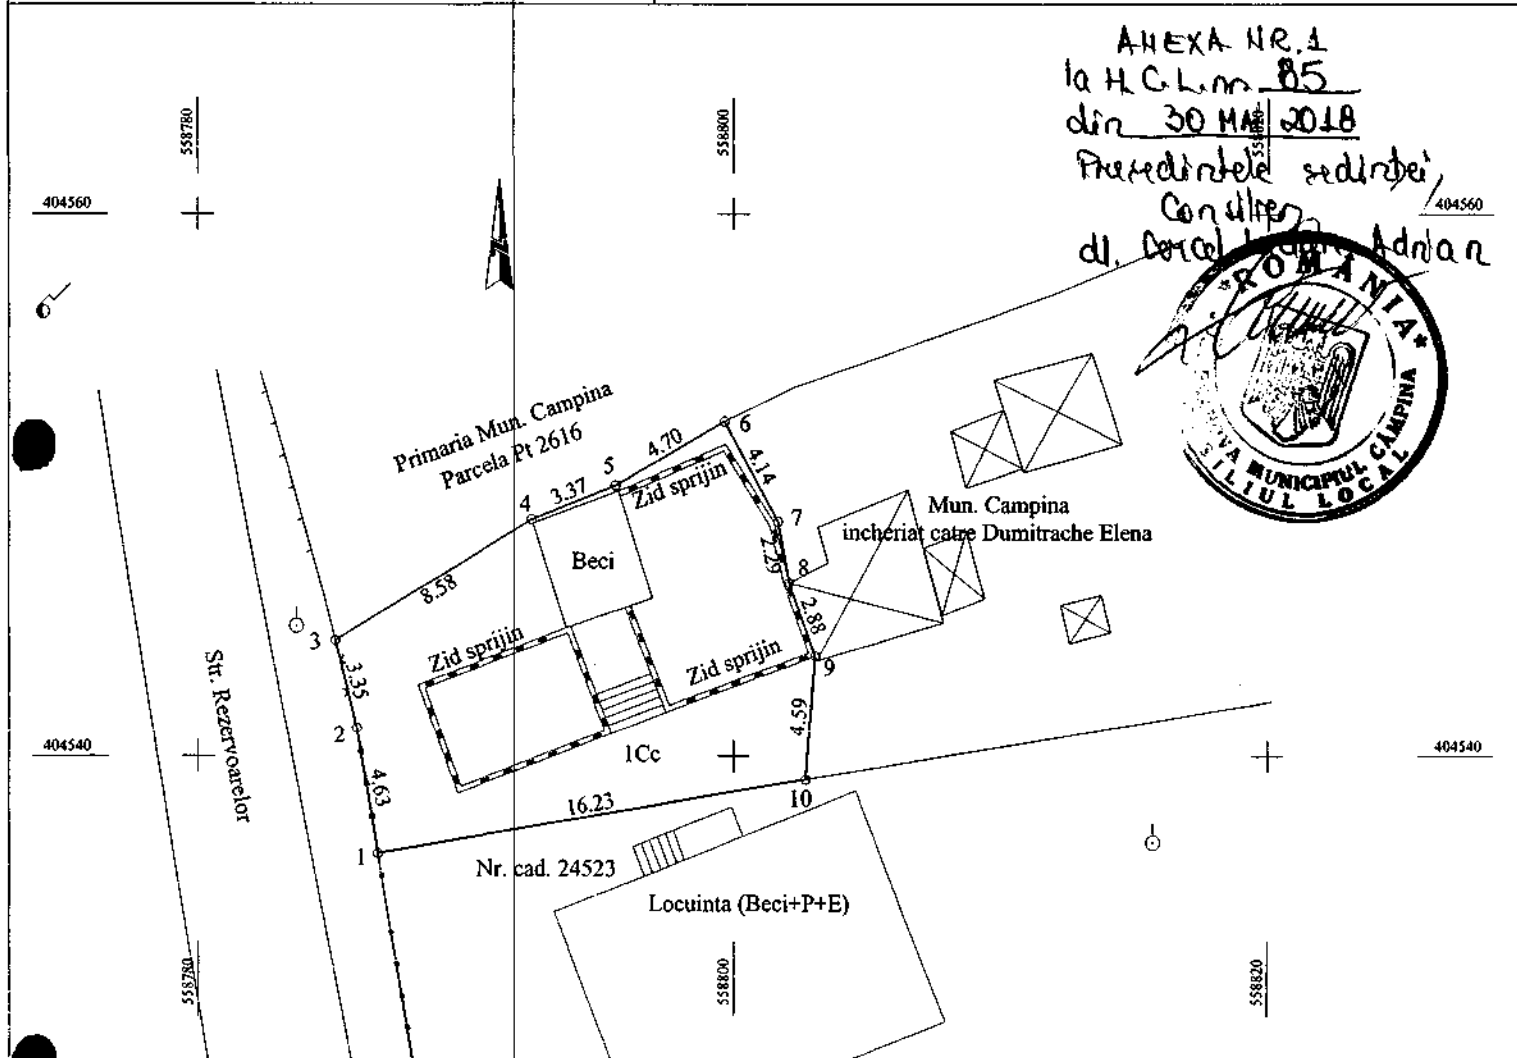 ANEXA NR. 1
la H.C.L. nr. 85
din 30 MAI 2018
Presedintele sedintei,
Consilier
dl. Adrian
558780
558800
404560
404560
*ROMÂNIA*
MUNICIPIUL CÂMPINA
SILIUL LOCAL
Primaria Mun. Campina
Parcela Pt 2616
6
4.70
4.14
5
3.37
4
Zid sprijin
7
Mun. Campina
incheriat catre Dumitrache Elena
2.29
Beci
8
8.58
2.88
3
Zid sprijin
Zid sprijin
9
3.35
Str. Rezervoarelor
2
4.59
404540
404540
1Cc
4.63
16.23
10
1
Nr. cad. 24523
Locuinta (Beci+P+E)
558780
558800
558820